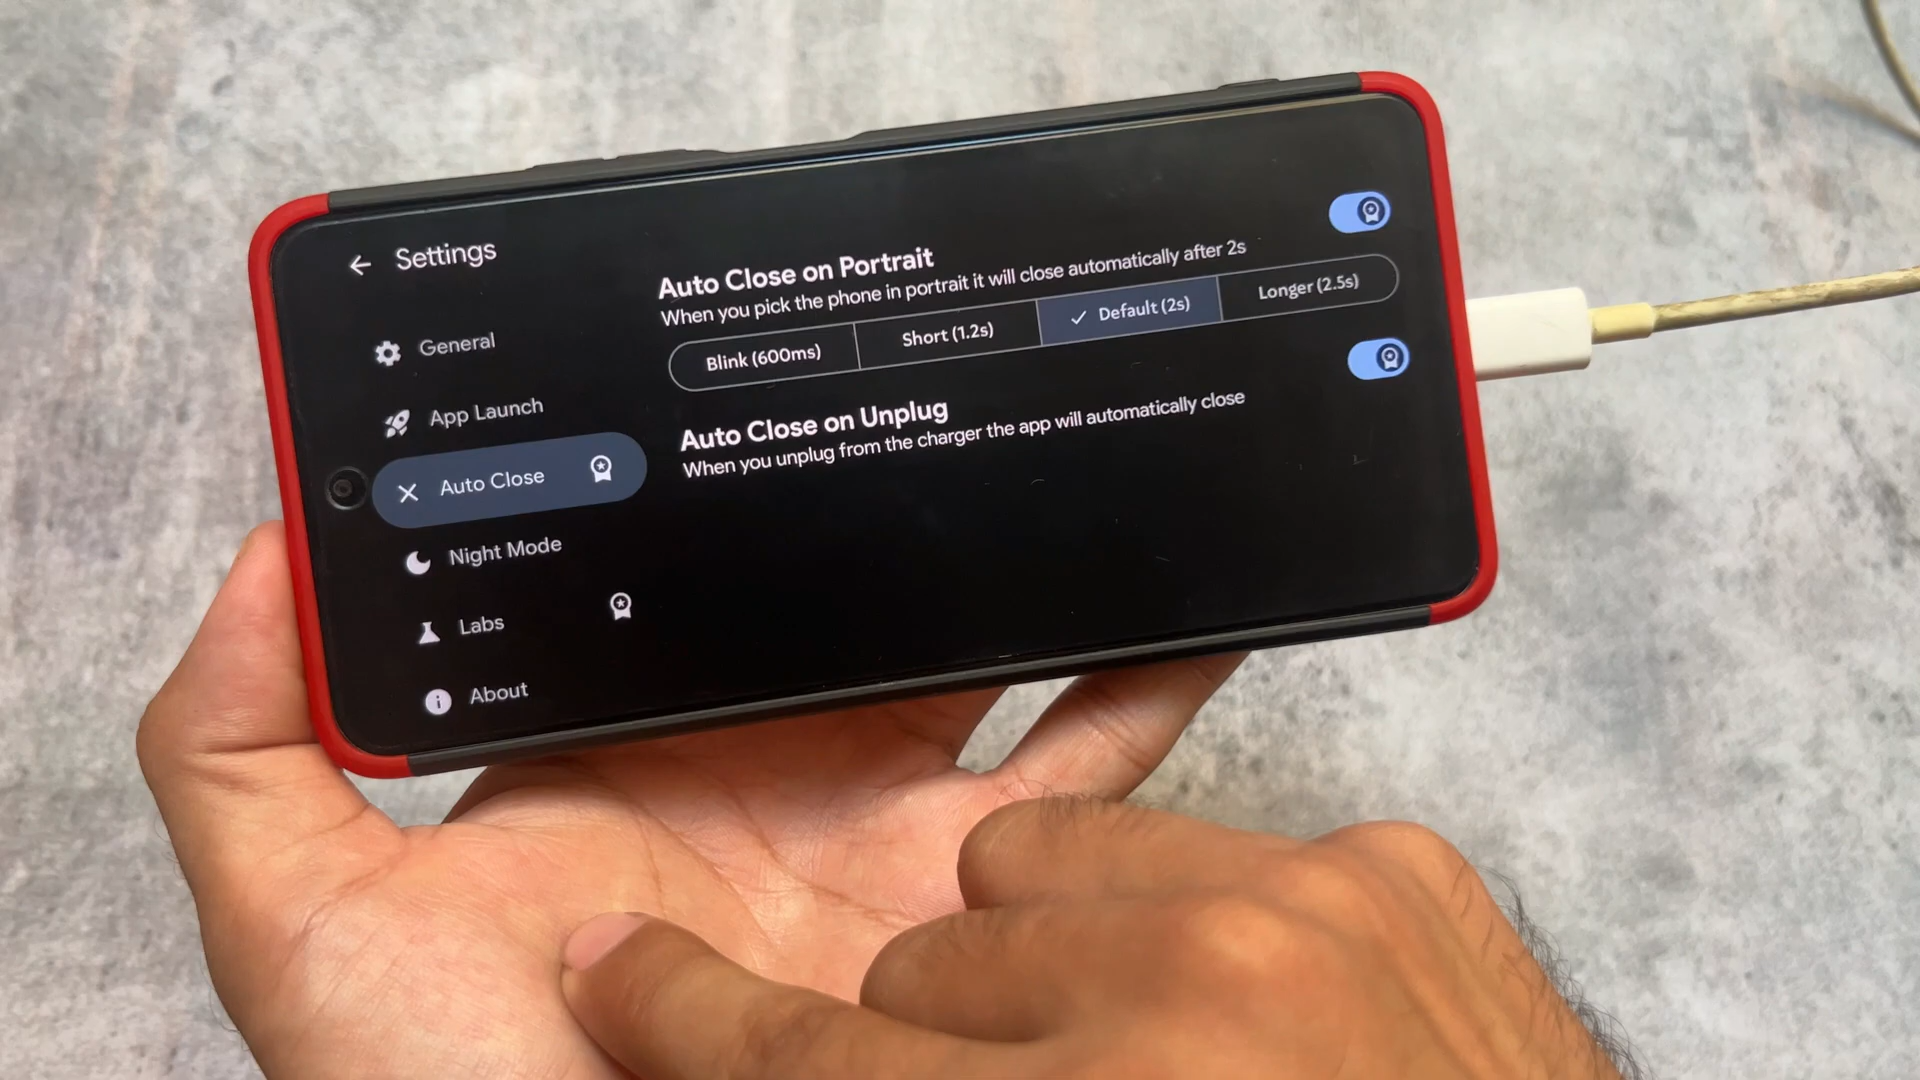 Settings
General
App Launch
Auto Close
Night Mode
Labs
About
Auto Close on Portrait
When you pick the phone in portrait it will close automatically after 2s
Blink (600ms)
Short (1.2s)
Default (2s)
Longer (2.5s)
Auto Close on Unplug
When you unplug from the charger the app will automatically close